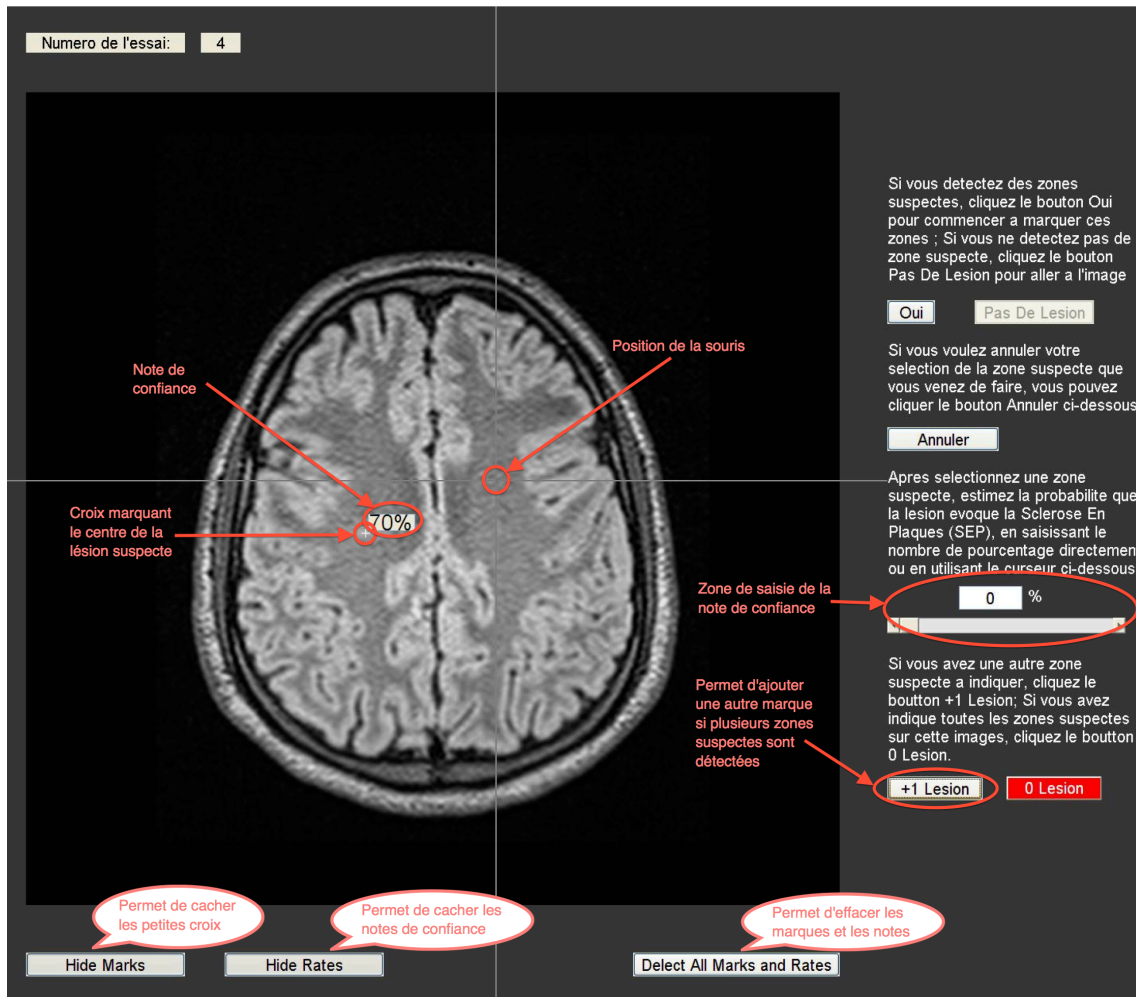 Numero de l'essai: 4
Si vous detectez des zones
suspectes, cliquez le bouton Oui
pour commencer a marquer ces
zones ; Si vous ne detectez pas de
zone suspecte, cliquez le bouton
Pas De Lesion pour aller a l'image
Oui
Pas De Lesion
Position de la souris
Si vous voulez annuler votre
selection de la zone suspecte que
vous venez de faire, vous pouvez
cliquer le bouton Annuler ci-dessous
Note de
confiance
Annuler
Apres selectionnez une zone
suspecte, estimez la probabilite que
la lesion evoque la Sclerose En
Plaques (SEP), en saisissant le
nombre de pourcentage directemen
ou en utilisant le curseur ci-dessous
Croix marquant
le centre de la
lésion suspecte
70%
Zone de saisie de la
note de confiance
0 %
Si vous avez une autre zone
suspecte a indiquer, cliquez le
boutton +1 Lesion; Si vous avez
indique toutes les zones suspectes
sur cette images, cliquez le boutton
0 Lesion.
Permet d'ajouter
une autre marque
si plusieurs zones
suspectes sont
détectées
+1 Lesion
0 Lesion
Permet de cacher
les petites croix
Permet de cacher les
notes de confiance
Permet d'effacer les
marques et les notes
Hide Marks
Hide Rates
Delect All Marks and Rates